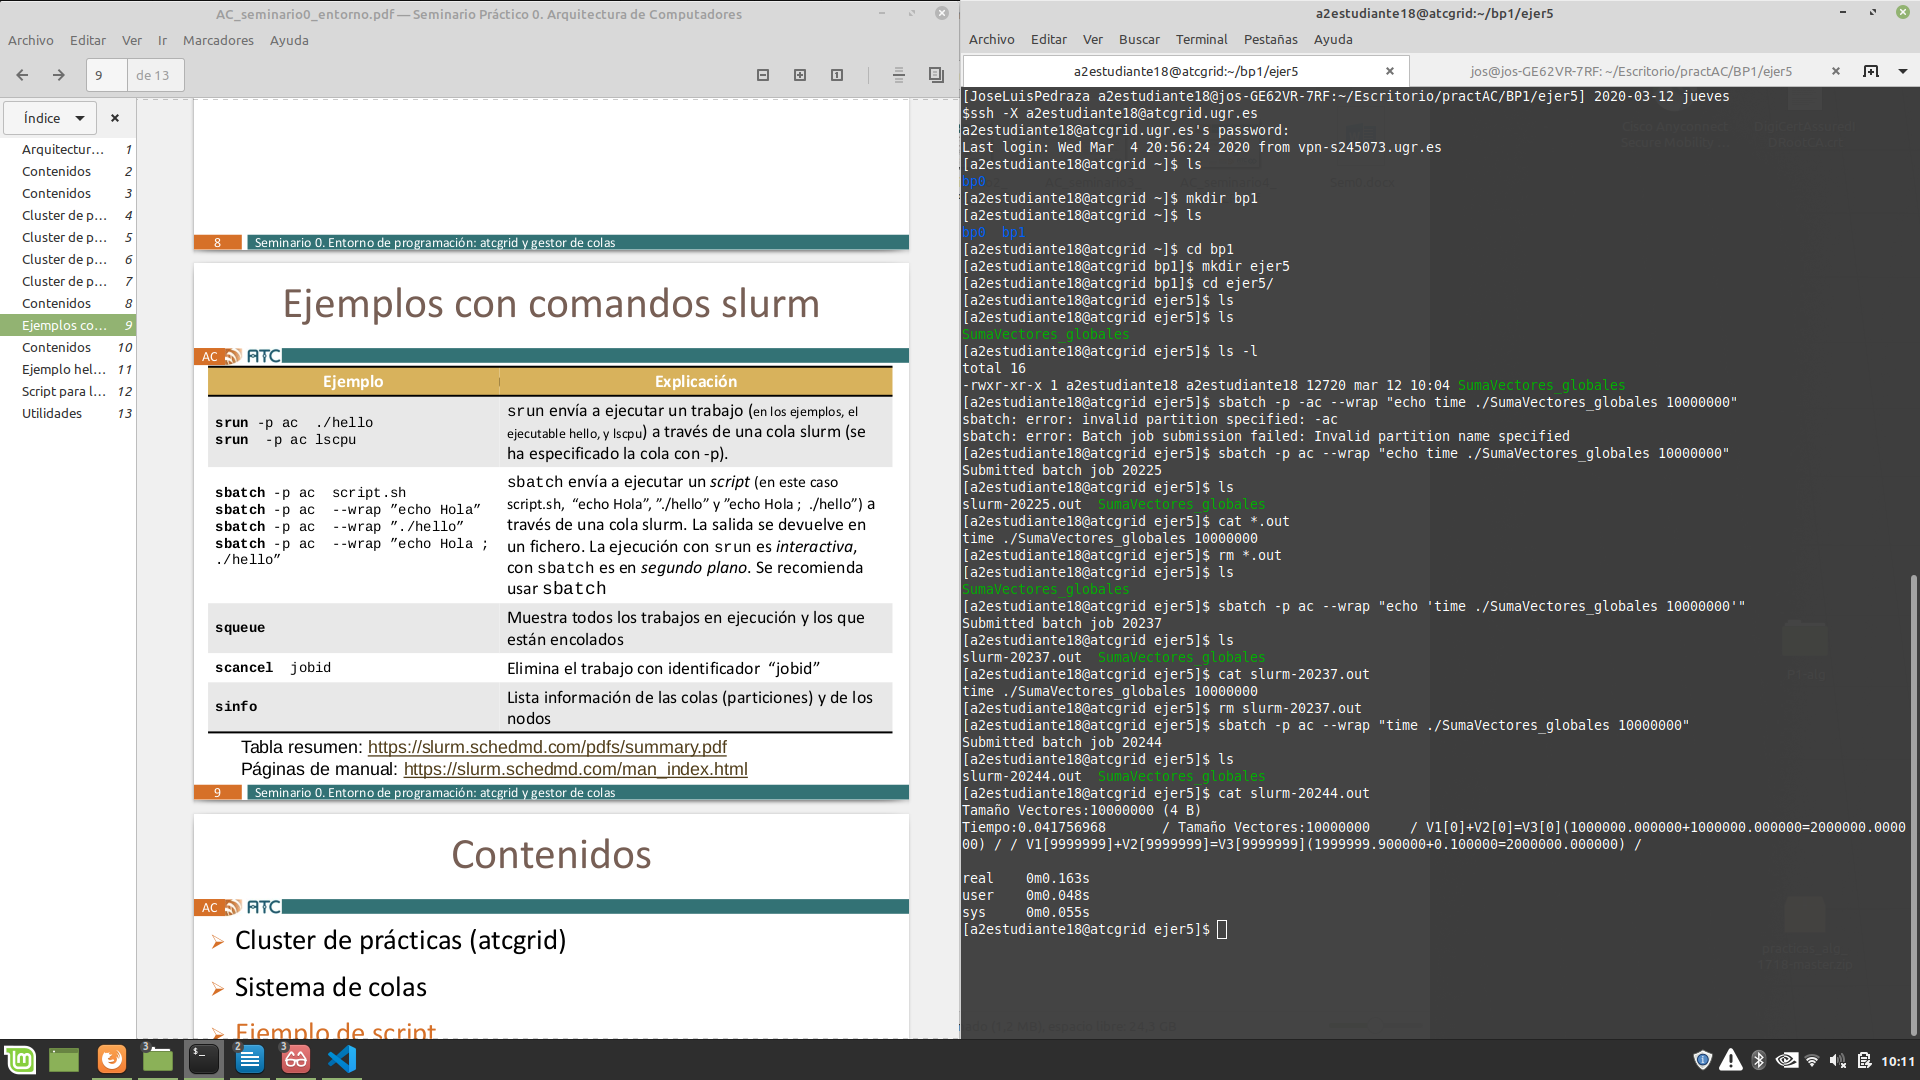 AC_seminario0_entorno.pdf — Seminario Práctico 0. Arquitectura de Computadores
Archivo Editar Ver Ir Marcadores Ayuda
9 de 13
Índice
Arquitectur... 1
Contenidos 2
Contenidos 3
Cluster de p... 4
Cluster de p... 5
Cluster de p... 6
Cluster de p... 7
Contenidos 8
Ejemplos co... 9
Contenidos 10
Ejemplo hel... 11
Script para l... 12
Utilidades 13
8 Seminario 0. Entorno de programación: atcgrid y gestor de colas
Ejemplos con comandos slurm
AC ATC
Ejemplo Explicación
srun -p ac ./hello
srun -p ac lscpu
srun envía a ejecutar un trabajo (en los ejemplos, el
ejecutable hello, y lscpu) a través de una cola slurm (se
ha especificado la cola con -p).
sbatch -p ac script.sh
sbatch -p ac --wrap ”echo Hola”
sbatch -p ac --wrap ”./hello”
sbatch -p ac --wrap ”echo Hola ;
./hello”
sbatch envía a ejecutar un script (en este caso
script.sh, “echo Hola”, ”./hello” y ”echo Hola ; ./hello”) a
través de una cola slurm. La salida se devuelve en
un fichero. La ejecución con srun es interactiva,
con sbatch es en segundo plano. Se recomienda
usar sbatch
squeue
Muestra todos los trabajos en ejecución y los que
están encolados
scancel jobid
Elimina el trabajo con identificador “jobid”
sinfo
Lista información de las colas (particiones) y de los
nodos
Tabla resumen: https://slurm.schedmd.com/pdfs/summary.pdf
Páginas de manual: https://slurm.schedmd.com/man_index.html
9 Seminario 0. Entorno de programación: atcgrid y gestor de colas
Contenidos
AC ATC
Cluster de prácticas (atcgrid)
Sistema de colas
Ejemplo de script
a2estudiante18@atcgrid:~/bp1/ejer5
Archivo Editar Ver Buscar Terminal Pestañas Ayuda
a2estudiante18@atcgrid:~/bp1/ejer5
jos@jos-GE62VR-7RF: ~/Escritorio/practAC/BP1/ejer5
[JoseLuisPedraza a2estudiante18@jos-GE62VR-7RF:~/Escritorio/practAC/BP1/ejer5] 2020-03-12 jueves
$ssh -X a2estudiante18@atcgrid.ugr.es
a2estudiante18@atcgrid.ugr.es's password:
Last login: Wed Mar  4 20:56:24 2020 from vpn-s245073.ugr.es
[a2estudiante18@atcgrid ~]$ ls
bp0
[a2estudiante18@atcgrid ~]$ mkdir bp1
[a2estudiante18@atcgrid ~]$ ls
bp0  bp1
[a2estudiante18@atcgrid ~]$ cd bp1
[a2estudiante18@atcgrid bp1]$ mkdir ejer5
[a2estudiante18@atcgrid bp1]$ cd ejer5/
[a2estudiante18@atcgrid ejer5]$ ls
[a2estudiante18@atcgrid ejer5]$ ls
SumaVectores_globales
[a2estudiante18@atcgrid ejer5]$ ls -l
total 16
-rwxr-xr-x 1 a2estudiante18 a2estudiante18 12720 mar 12 10:04 SumaVectores_globales
[a2estudiante18@atcgrid ejer5]$ sbatch -p -ac --wrap "echo time ./SumaVectores_globales 10000000"
sbatch: error: invalid partition specified: -ac
sbatch: error: Batch job submission failed: Invalid partition name specified
[a2estudiante18@atcgrid ejer5]$ sbatch -p ac --wrap "echo time ./SumaVectores_globales 10000000"
Submitted batch job 20225
[a2estudiante18@atcgrid ejer5]$ ls
slurm-20225.out  SumaVectores_globales
[a2estudiante18@atcgrid ejer5]$ cat *.out
time ./SumaVectores_globales 10000000
[a2estudiante18@atcgrid ejer5]$ rm *.out
[a2estudiante18@atcgrid ejer5]$ ls
SumaVectores_globales
[a2estudiante18@atcgrid ejer5]$ sbatch -p ac --wrap "echo 'time ./SumaVectores_globales 10000000'"
Submitted batch job 20237
[a2estudiante18@atcgrid ejer5]$ ls
slurm-20237.out  SumaVectores_globales
[a2estudiante18@atcgrid ejer5]$ cat slurm-20237.out
time ./SumaVectores_globales 10000000
[a2estudiante18@atcgrid ejer5]$ rm slurm-20237.out
[a2estudiante18@atcgrid ejer5]$ sbatch -p ac --wrap "time ./SumaVectores_globales 10000000"
Submitted batch job 20244
[a2estudiante18@atcgrid ejer5]$ ls
slurm-20244.out  SumaVectores_globales
[a2estudiante18@atcgrid ejer5]$ cat slurm-20244.out
Tamaño Vectores:10000000 (4 B)
Tiempo:0.041756968       / Tamaño Vectores:10000000     / V1[0]+V2[0]=V3[0](1000000.000000+1000000.000000=2000000.0000
00) / / V1[9999999]+V2[9999999]=V3[9999999](1999999.900000+0.100000=2000000.000000) /
real    0m0.163s
user    0m0.048s
sys     0m0.055s
[a2estudiante18@atcgrid ejer5]$
3 2 3
10:11